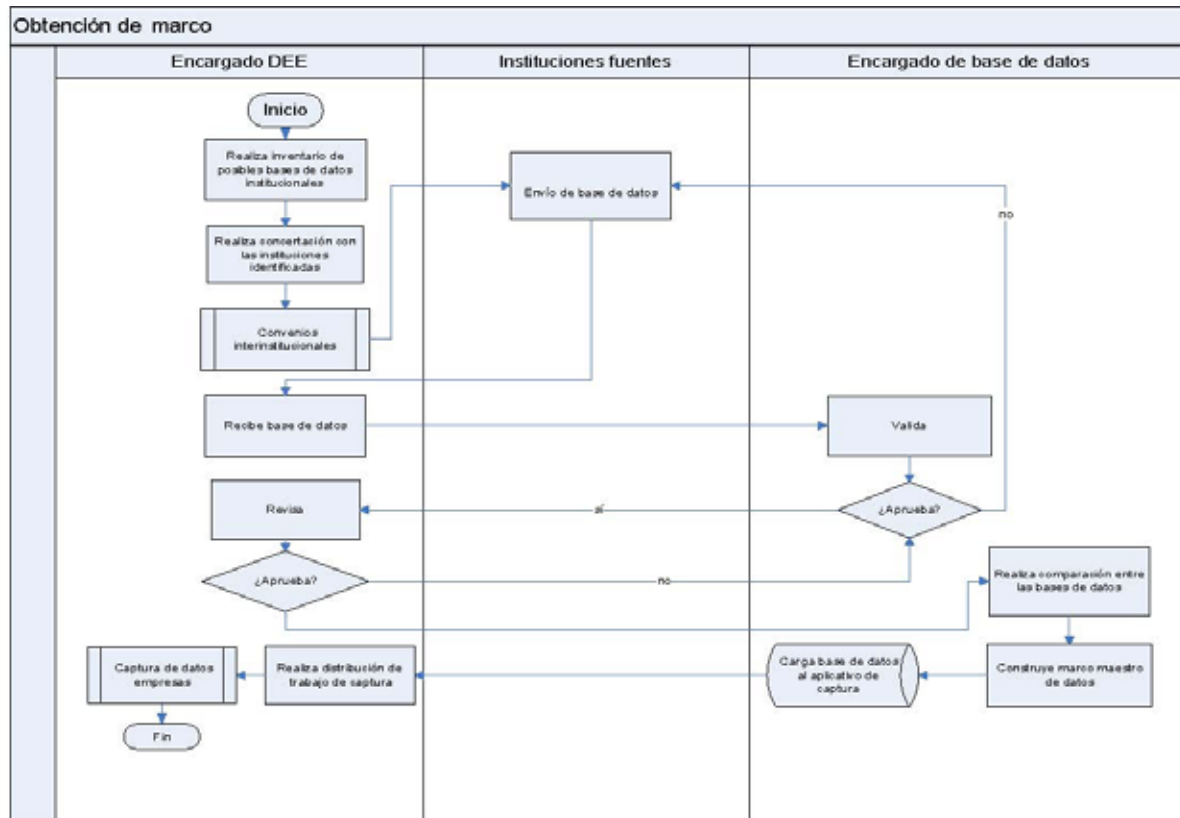 Obtención de marco
Encargado DEE
Instituciones fuentes
Encargado de base de datos
Inicio
Realiza inventario de
posibles bases de datos
institucionales
Envío de base de datos
no
Realiza concertación con
las instituciones
identificadas
Convenios
interinstitucionales
Recibe base de datos
Valida
Revisa
sí
¿Aprueba?
¿Aprueba?
no
Realiza comparación entre
las bases de datos
Captura de datos
empresas
Realiza distribución de
trabajo de captura
Carga base de datos
al aplicativo de
captura
Construye marco maestro
de datos
Fin